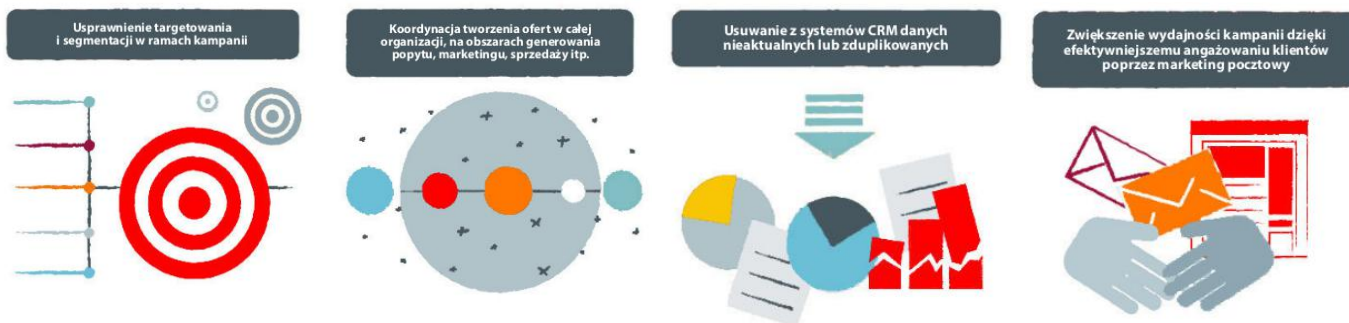 Usprawnienie targetowania
i segmentacji w ramach kampanii
Koordynacja tworzenia ofert w całej
organizacji, na obszarach generowania
popytu, marketingu, sprzedaży itp.
Usuwanie z systemów CRM danych
nieaktualnych lub zduplikowanych
Zwiększenie wydajności kampanii dzięki
efektywniejszemu angażowaniu klientów
poprzez marketing pocztowy